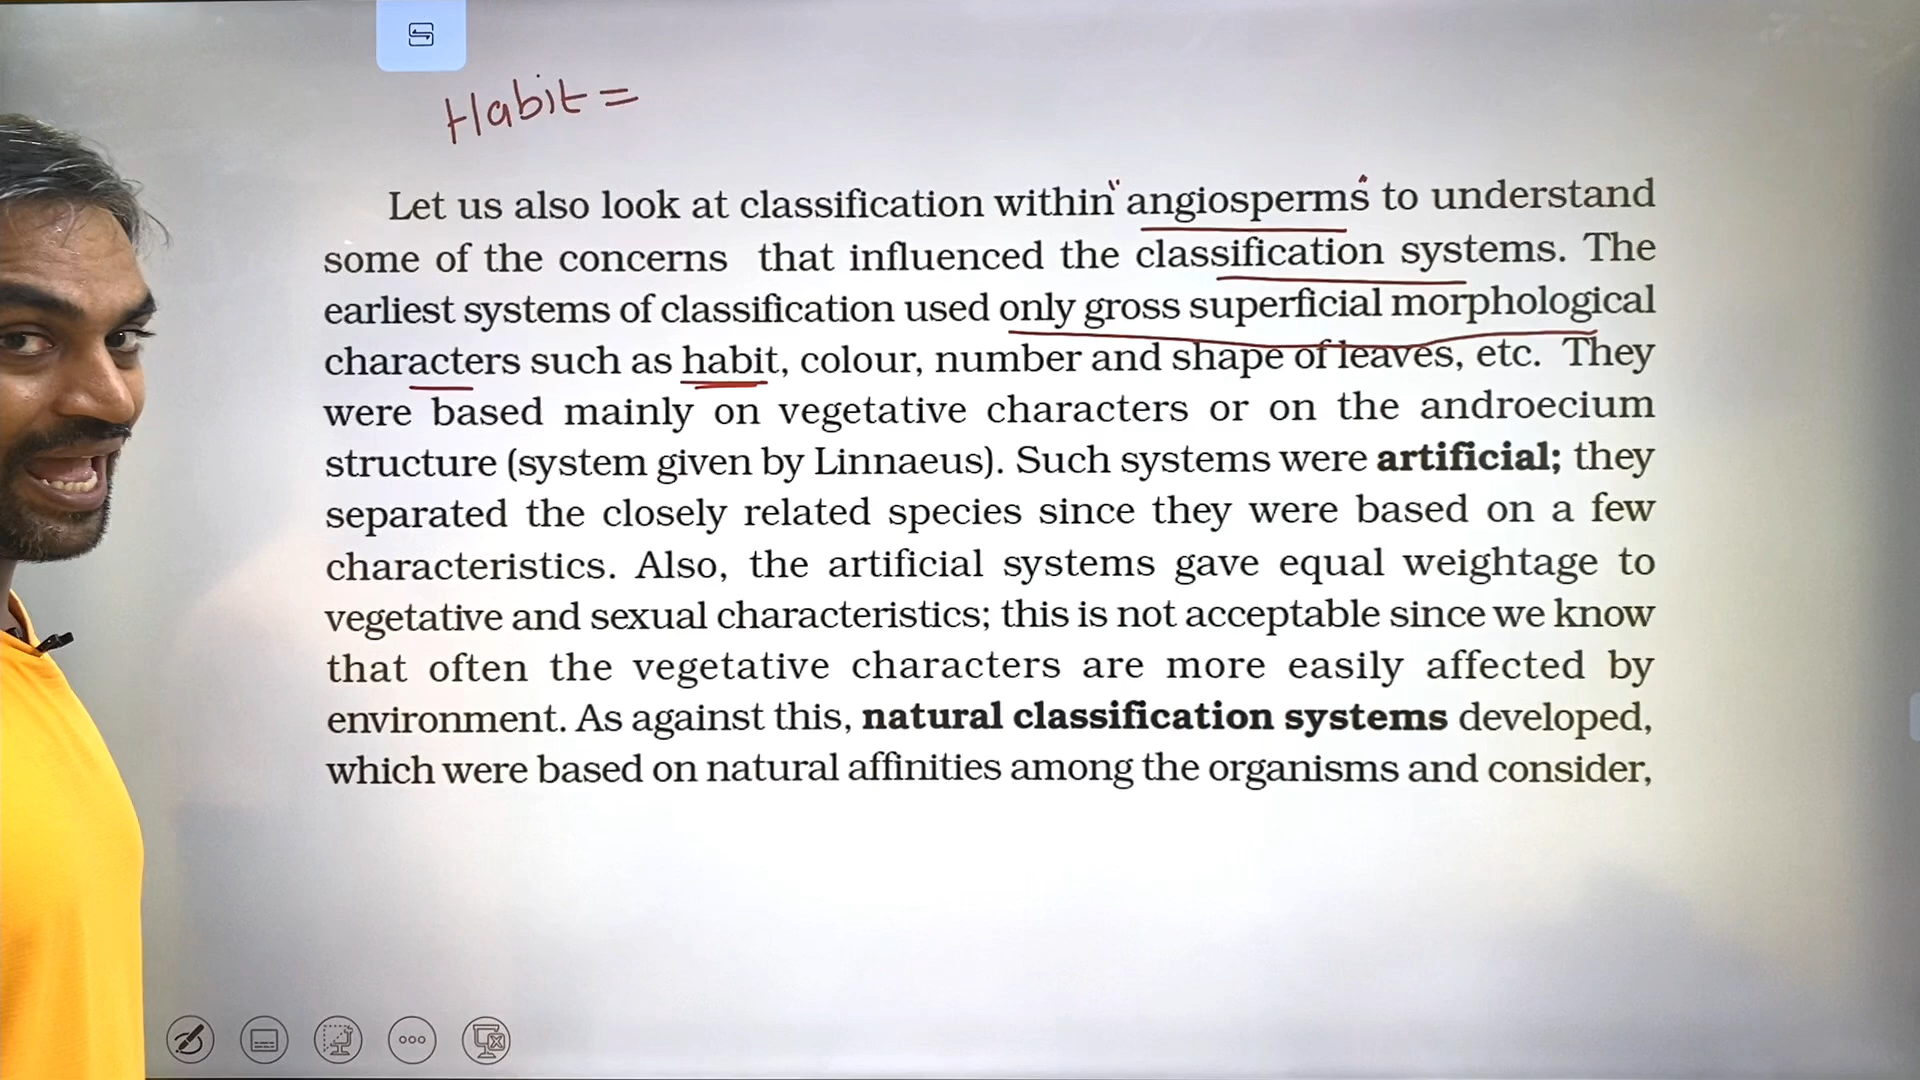 Habit =
Let us also look at classification within "angiosperms" to understand
some of the concerns that influenced the classification systems. The
earliest systems of classification used only gross superficial morphological
characters such as habit, colour, number and shape of leaves, etc. They
were based mainly on vegetative characters or on the androecium
structure (system given by Linnaeus). Such systems were artificial; they
separated the closely related species since they were based on a few
characteristics. Also, the artificial systems gave equal weightage to
vegetative and sexual characteristics; this is not acceptable since we know
that often the vegetative characters are more easily affected by
environment. As against this, natural classification systems developed,
which were based on natural affinities among the organisms and consider,